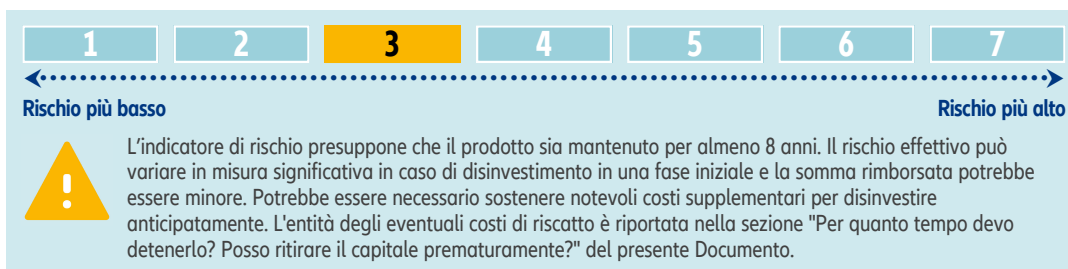 1 2 3 4 5 6 7
Rischio più basso Rischio più alto
L'indicatore di rischio presuppone che il prodotto sia mantenuto per almeno 8 anni. Il rischio effettivo può
variare in misura significativa in caso di disinvestimento in una fase iniziale e la somma rimborsata potrebbe
essere minore. Potrebbe essere necessario sostenere notevoli costi supplementari per disinvestire
anticipatamente. L'entità degli eventuali costi di riscatto è riportata nella sezione "Per quanto tempo devo
detenerlo? Posso ritirare il capitale prematuramente?" del presente Documento.